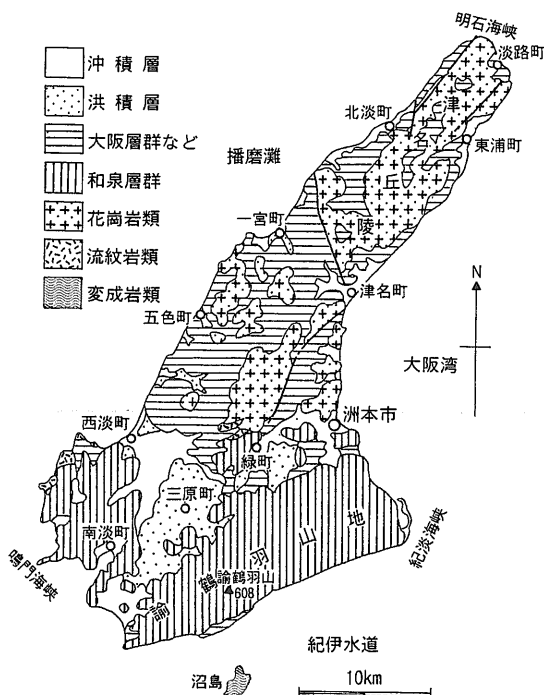 明石海峡
淡路町
沖積層
洪積層
大阪層群など
和泉層群
花崗岩類
流紋岩類
変成岩類
北淡町
東浦町
津名丘陵
播磨灘
一宮町
津名町
N
五色町
大阪湾
西淡町
洲本市
緑町
三原町
南淡町
鳴門海峡
紀淡海峡
諭鶴羽山地
諭鶴羽山
608
紀伊水道
沼島
10km